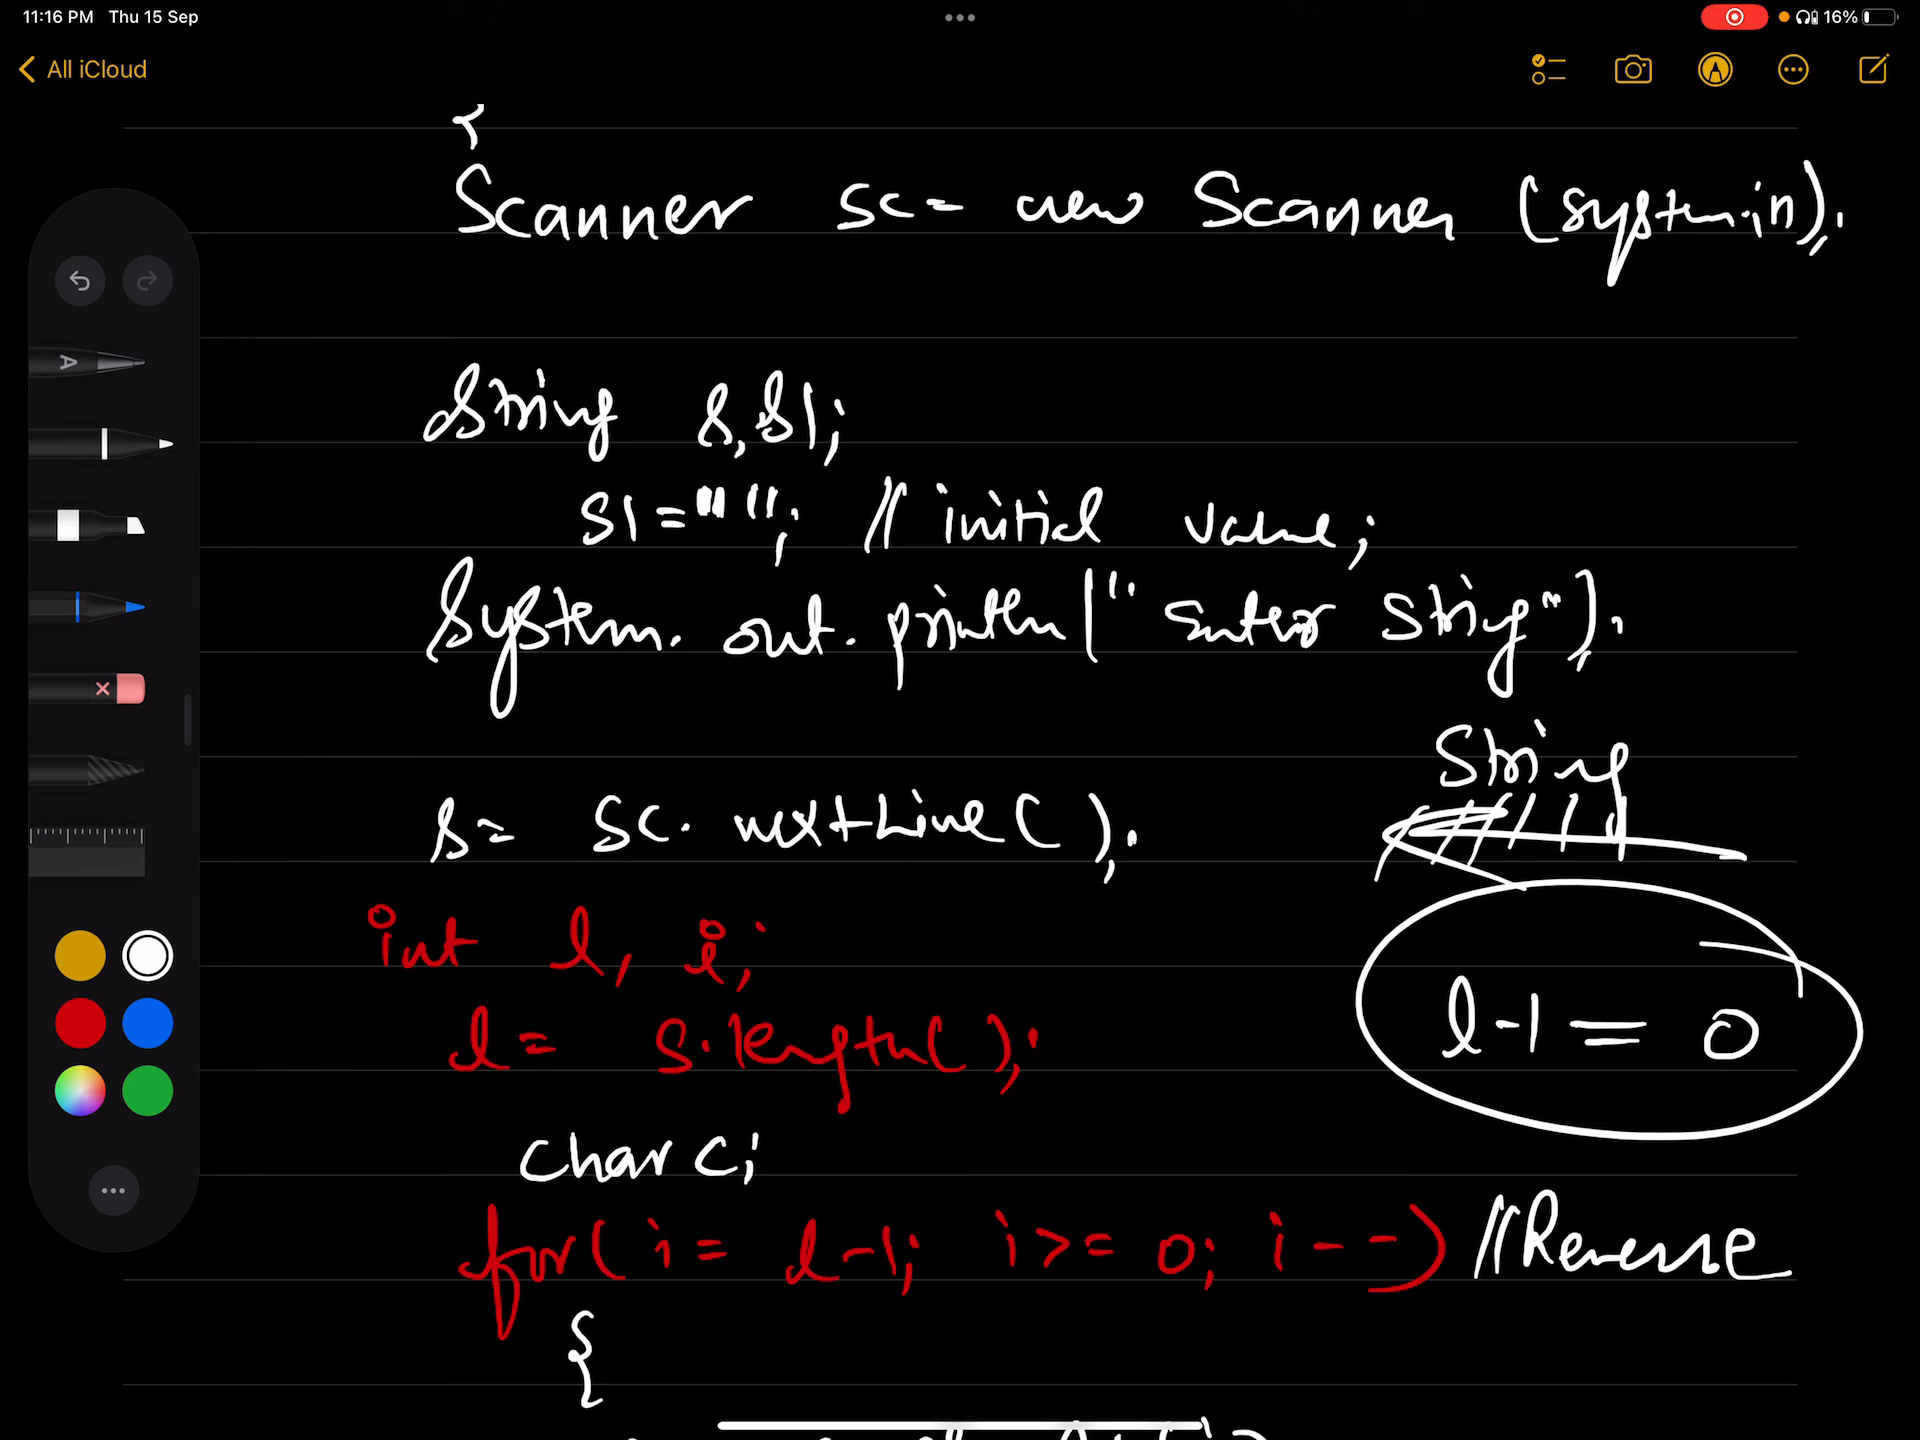 11:16 PM Thu 15 Sep
16%
All iCloud
{
Scanner sc= new Scanner (system.in);
String s,s1;
s1=""; // initial value;
System. out. println("Enter String");
String
s= sc. nextLine( );
int l, i;
l-1 = 0
l= s.length( );
char c;
for( i= l-1; i>= 0; i--) //Reverse
{